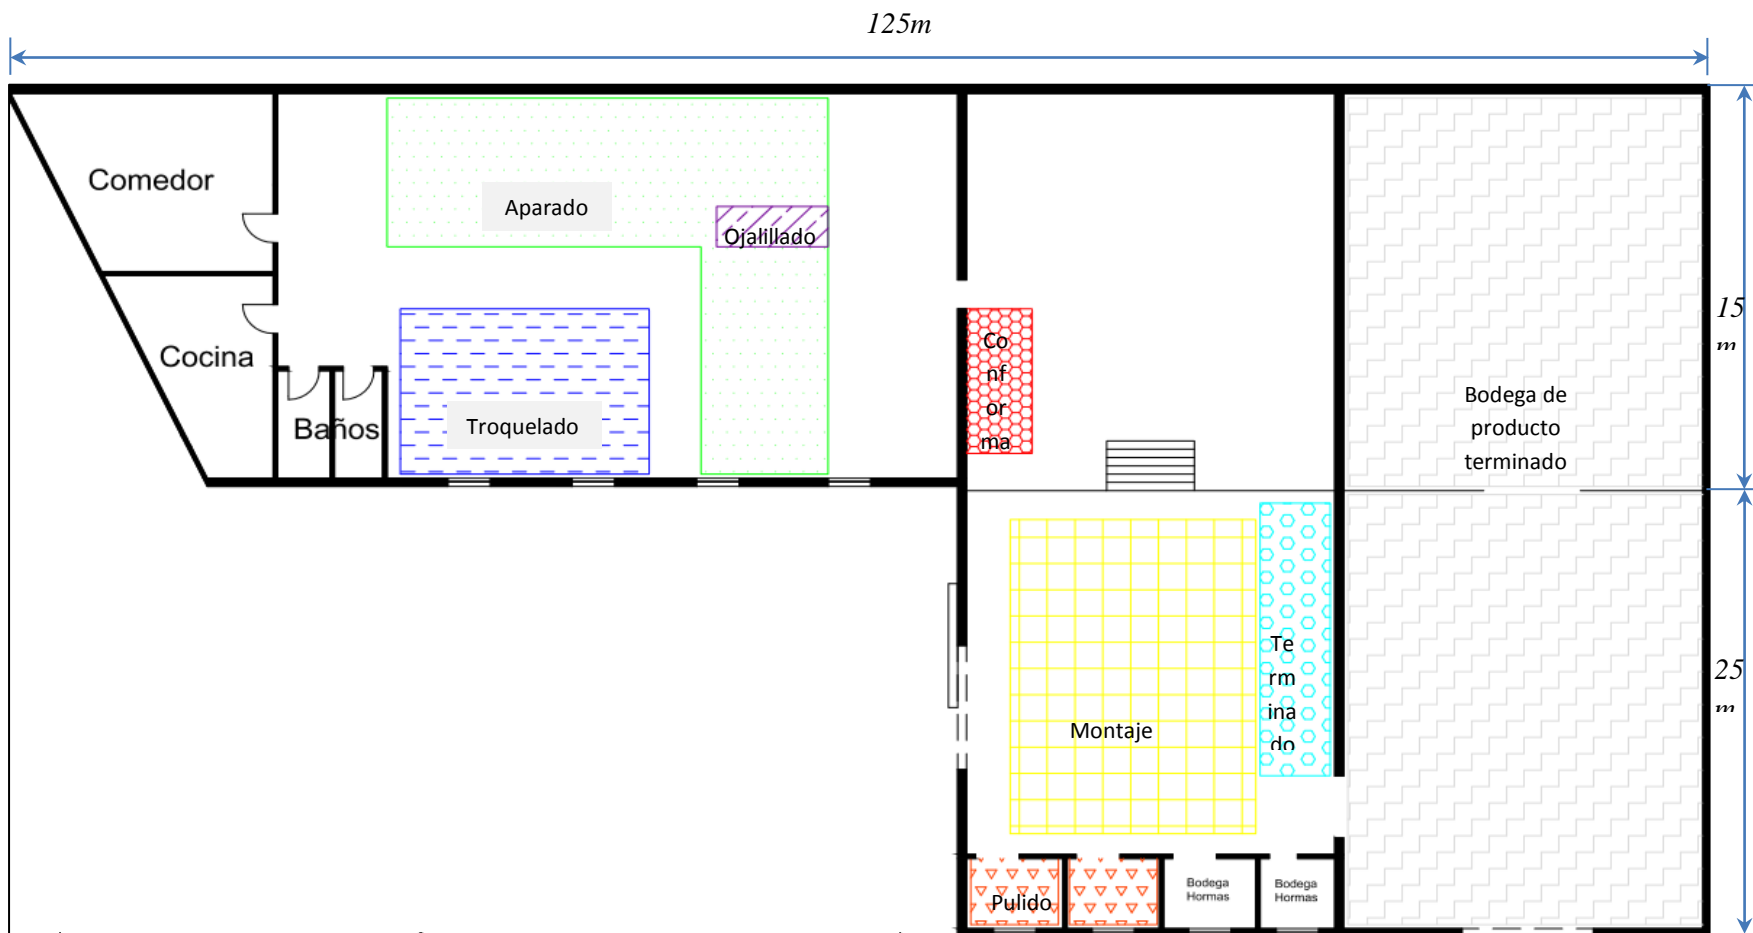 125m
Comedor
Aparado
Ojalillado
Cocina
15
m
Co
nf
or
ma
Bodega de
producto
terminado
Troquelado
Baños
Te
rm
ina
do
25
m
Montaje
Pulido
Bodega
Hormas
Bodega
Hormas